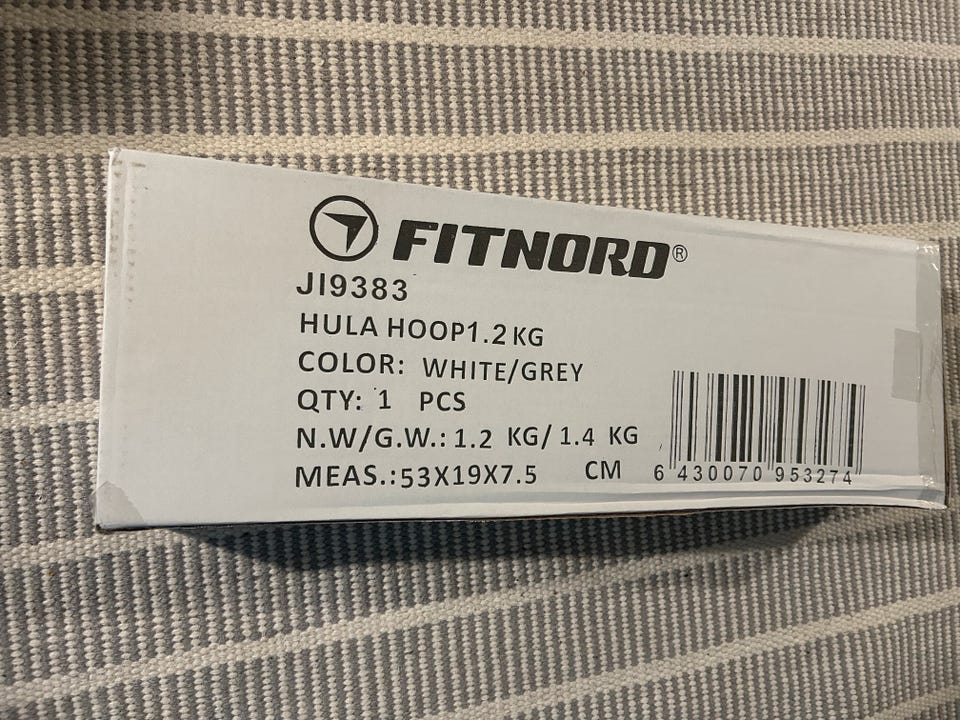 FITNORD®
JI9383
HULA HOOP1.2 KG
COLOR: WHITE/GREY
QTY: 1 PCS
N.W/G.W.: 1.2 KG/ 1.4 KG
MEAS.:53X19X7.5 CM
6 430070 953274